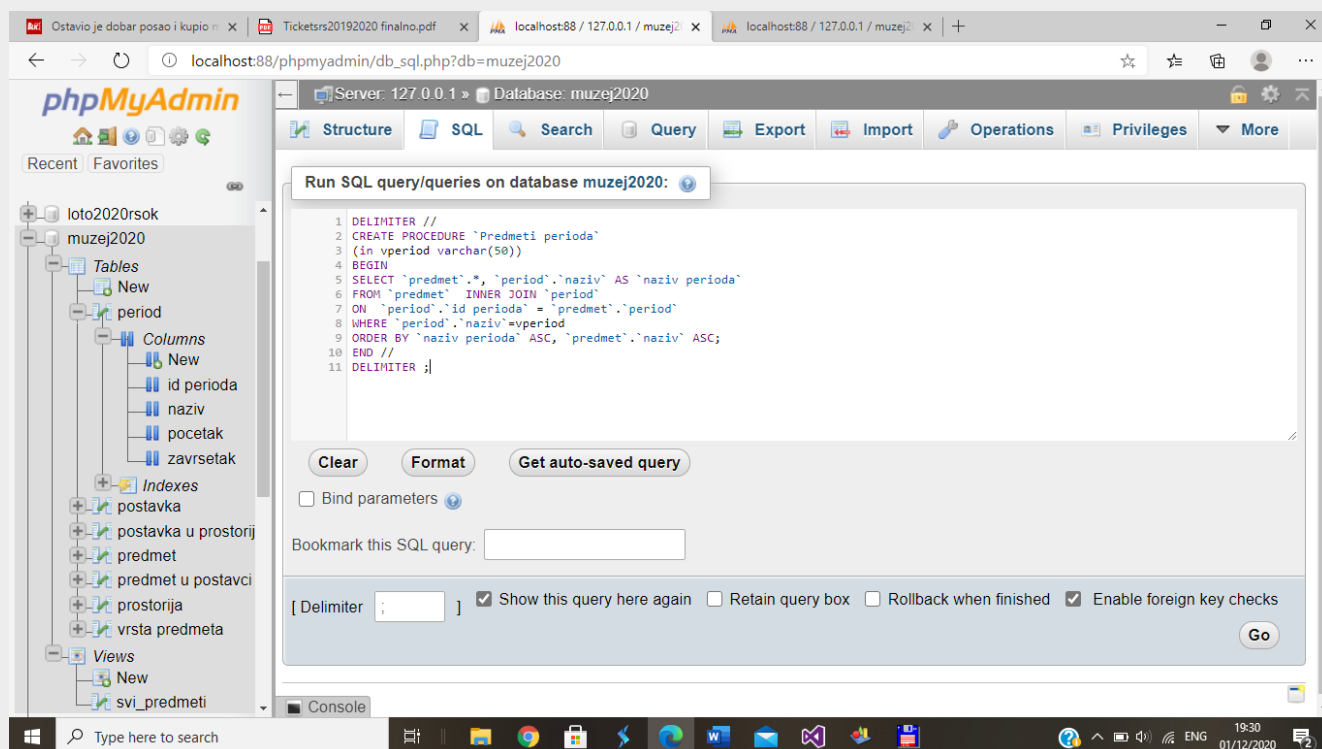 Ostavio je dobar posao i kupio
Ticketsrs20192020 finalno.pdf
localhost:88 / 127.0.0.1 / muzej2
localhost:88 / 127.0.0.1 / muzej2
localhost:88/phpmyadmin/db_sql.php?db=muzej2020
phpMyAdmin
Recent Favorites
loto2020rsok
muzej2020
Tables
New
period
Columns
New
id perioda
naziv
pocetak
zavrsetak
Indexes
postavka
postavka u prostorij
predmet
predmet u postavci
prostorija
vrsta predmeta
Views
New
svi_predmeti
Server: 127.0.0.1 » Database: muzej2020
Structure SQL Search Query Export Import Operations Privileges More
Run SQL query/queries on database muzej2020:
1 DELIMITER //
2 CREATE PROCEDURE `Predmeti perioda`
3 (in vperiod varchar(50))
4 BEGIN
5 SELECT `predmet`.*, `period`.`naziv` AS `naziv perioda`
6 FROM `predmet`  INNER JOIN `period`
7 ON  `period`.`id perioda` = `predmet`.`period`
8 WHERE `period`.`naziv`=vperiod
9 ORDER BY `naziv perioda` ASC, `predmet`.`naziv` ASC;
10 END //
11 DELIMITER ;
Clear Format Get auto-saved query
Bind parameters
Bookmark this SQL query:
[ Delimiter ; ] Show this query here again Retain query box Rollback when finished Enable foreign key checks
Go
Console
Type here to search
ENG
19:30
01/12/2020